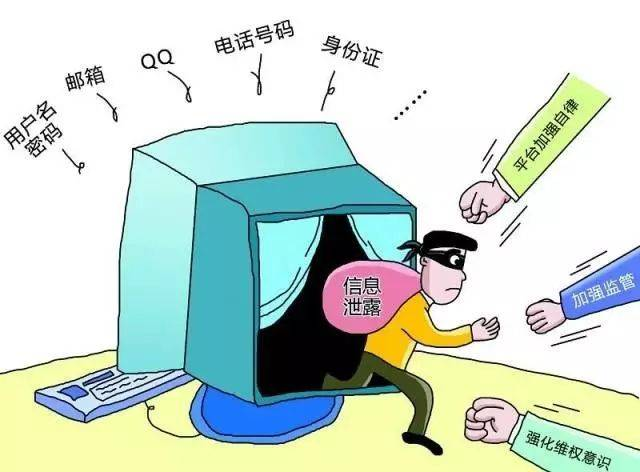 用户名
密码
邮箱
QQ
电话号码
身份证
……
平台加强自律
信息
泄露
加强监管
强化维权意识